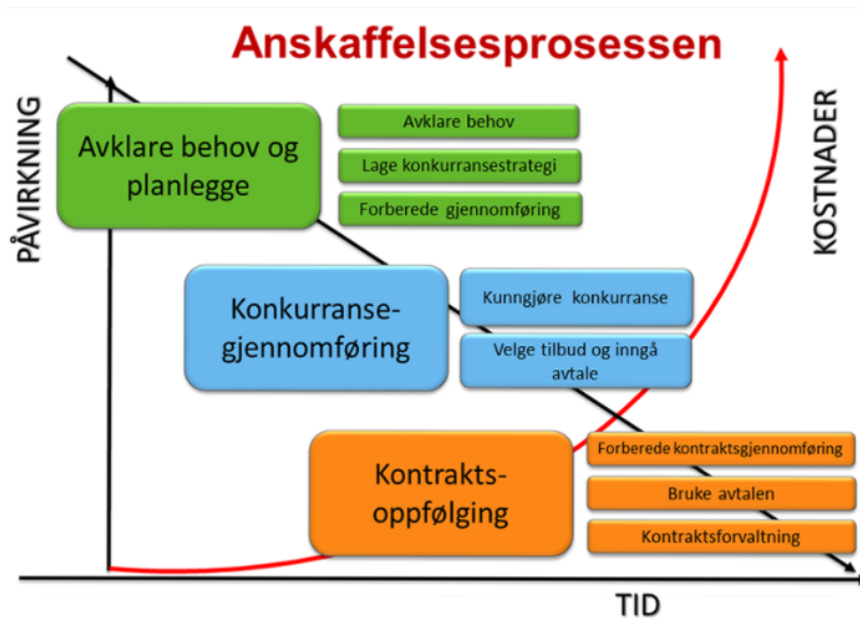 Anskaffelsesprosessen
PÅVIRKNING
KOSTNADER
Avklare behov og
planlegge
Avklare behov
Lage konkurransestrategi
Forberede gjennomføring
Konkurranse-
gjennomføring
Kunngjøre konkurranse
Velge tilbud og inngå
avtale
Kontrakts-
oppfølging
Forberede kontraktsgjennomføring
Bruke avtalen
Kontraktsforvaltning
TID